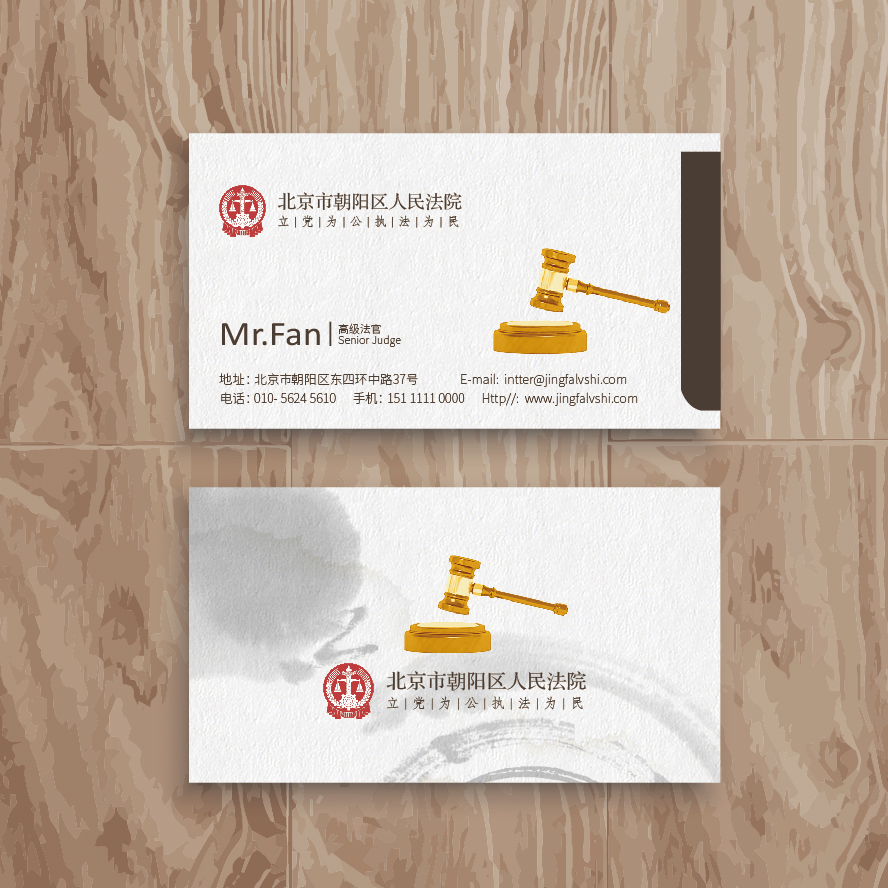 北京市朝阳区人民法院
立|党|为|公|执|法|为|民
Mr.Fan|高级法官
Senior Judge
地址：北京市朝阳区东四环中路37号 E-mail: intter@jingfalvshi.com
电话：010- 5624 5610 手机：151 1111 0000 Http//: www.jingfalvshi.com
北京市朝阳区人民法院
立|党|为|公|执|法|为|民